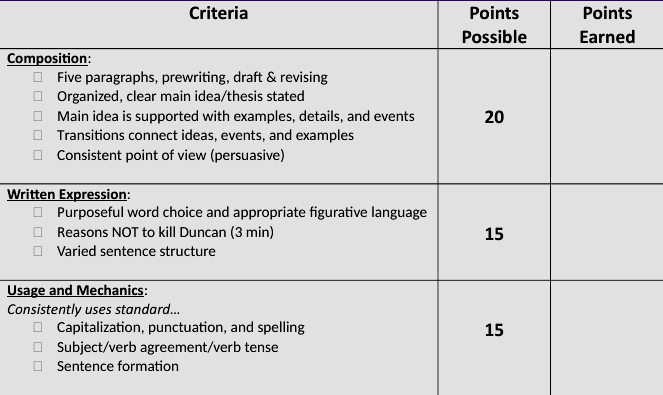 Criteria
Points Possible
Points Earned
Composition:
☐ Five paragraphs, prewriting, draft & revising
☐ Organized, clear main idea/thesis stated
☐ Main idea is supported with examples, details, and events
☐ Transitions connect ideas, events, and examples
☐ Consistent point of view (persuasive)
20
Written Expression:
☐ Purposeful word choice and appropriate figurative language
☐ Reasons NOT to kill Duncan (3 min)
☐ Varied sentence structure
15
Usage and Mechanics:
Consistently uses standard…
☐ Capitalization, punctuation, and spelling
☐ Subject/verb agreement/verb tense
☐ Sentence formation
15